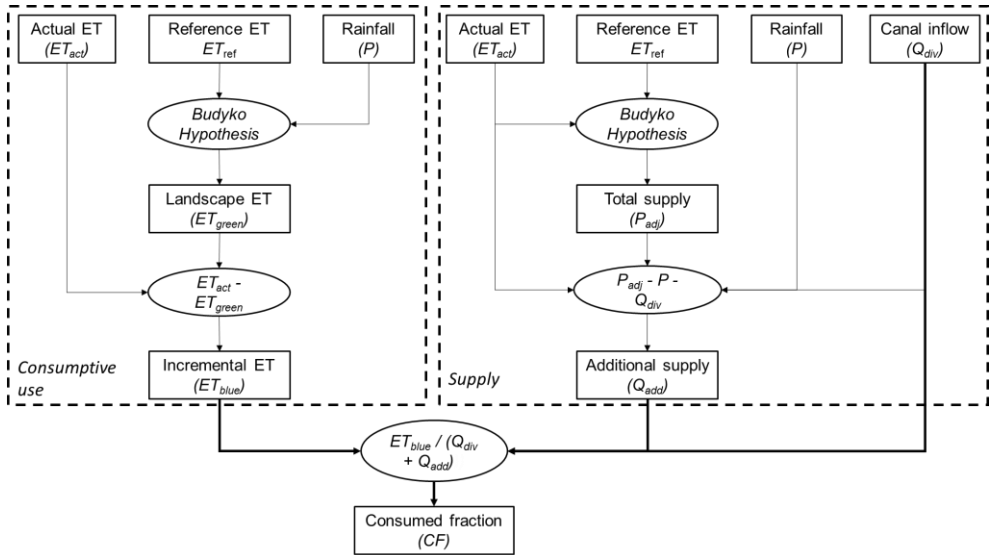 Actual ET
(ETact)
Reference ET
ETref
Rainfall
(P)
Budyko
Hypothesis
Landscape ET
(ETgreen)
ETact -
ETgreen
Incremental ET
(ETblue)
Consumptive
use
Actual ET
(ETact)
Reference ET
ETref
Rainfall
(P)
Canal inflow
(Qdiv)
Budyko
Hypothesis
Total supply
(Padj)
Padj - P -
Qdiv
Additional supply
(Qadd)
Supply
ETblue / (Qdiv
+ Qadd)
Consumed fraction
(CF)